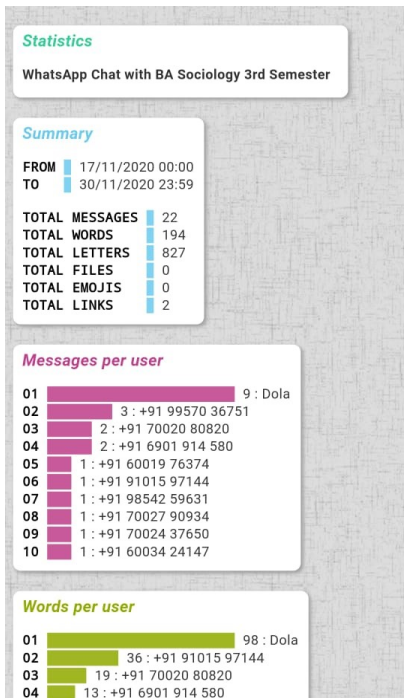 Statistics
WhatsApp Chat with BA Sociology 3rd Semester
Summary
FROM 17/11/2020 00:00
TO 30/11/2020 23:59
TOTAL MESSAGES 22
TOTAL WORDS 194
TOTAL LETTERS 827
TOTAL FILES 0
TOTAL EMOJIS 0
TOTAL LINKS 2
Messages per user
01 9 : Dola
02 3 : +91 99570 36751
03 2 : +91 70020 80820
04 2 : +91 6901 914 580
05 1 : +91 60019 76374
06 1 : +91 91015 97144
07 1 : +91 98542 59631
08 1 : +91 70027 90934
09 1 : +91 70024 37650
10 1 : +91 60034 24147
Words per user
01 98 : Dola
02 36 : +91 91015 97144
03 19 : +91 70020 80820
04 13 : +91 6901 914 580